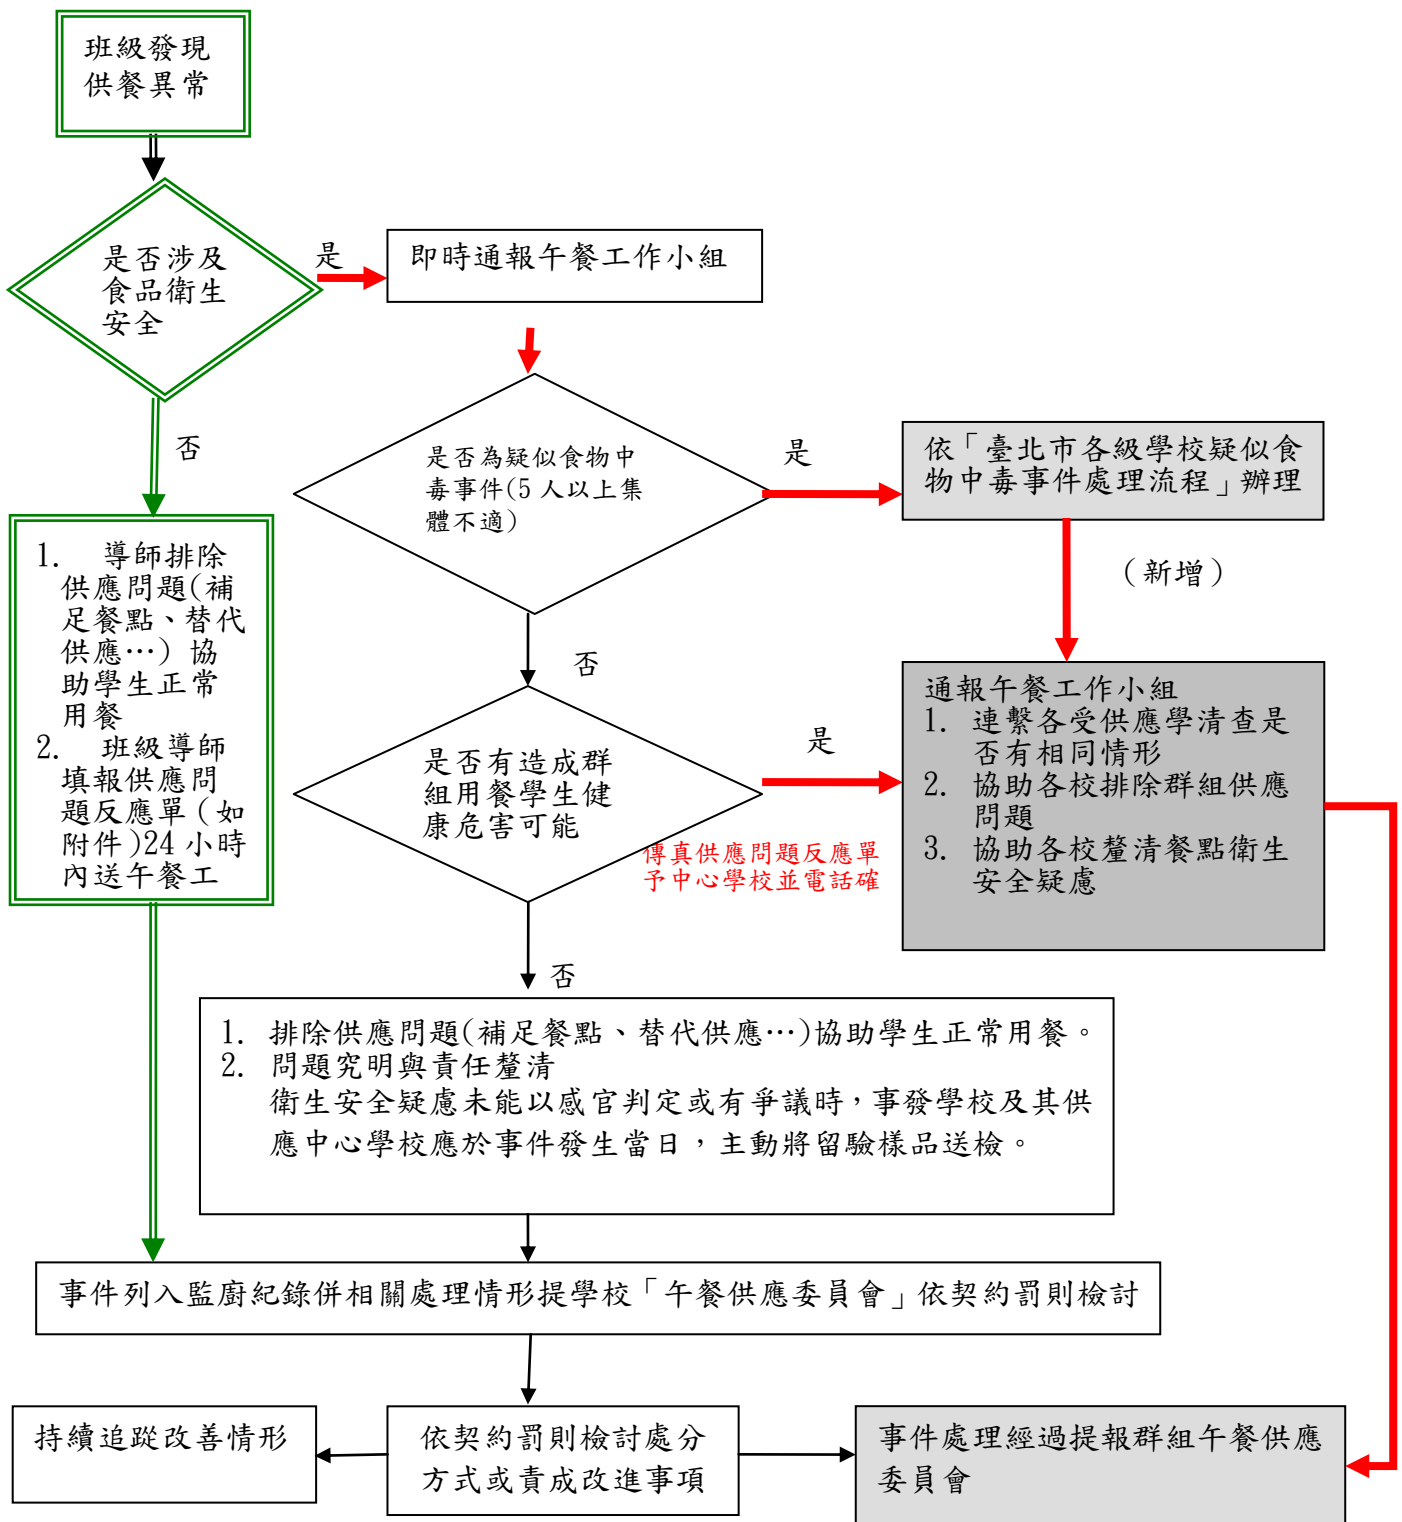 班級發現
供餐異常
是否涉及
食品衛生
安全
是
即時通報午餐工作小組
否
是否為疑似食物中
毒事件(5 人以上集
體不適)
是
依「臺北市各級學校疑似食
物中毒事件處理流程」辦理
(新增)
1. 導師排除
供應問題(補
足餐點、替代
供應…) 協
助學生正常
用餐
2. 班級導師
填報供應問
題反應單(如
附件)24 小時
內送午餐工
否
是否有造成群
組用餐學生健
康危害可能
是
傳真供應問題反應單
予中心學校並電話確
通報午餐工作小組
1. 連繫各受供應學清查是
否有相同情形
2. 協助各校排除群組供應
問題
3. 協助各校釐清餐點衛生
安全疑慮
否
1. 排除供應問題(補足餐點、替代供應…)協助學生正常用餐。
2. 問題究明與責任釐清
衛生安全疑慮未能以感官判定或有爭議時,事發學校及其供
應中心學校應於事件發生當日,主動將留驗樣品送檢。
事件列入監廚紀錄併相關處理情形提學校「午餐供應委員會」依契約罰則檢討
持續追蹤改善情形
依契約罰則檢討處分
方式或責成改進事項
事件處理經過提報群組午餐供應
委員會